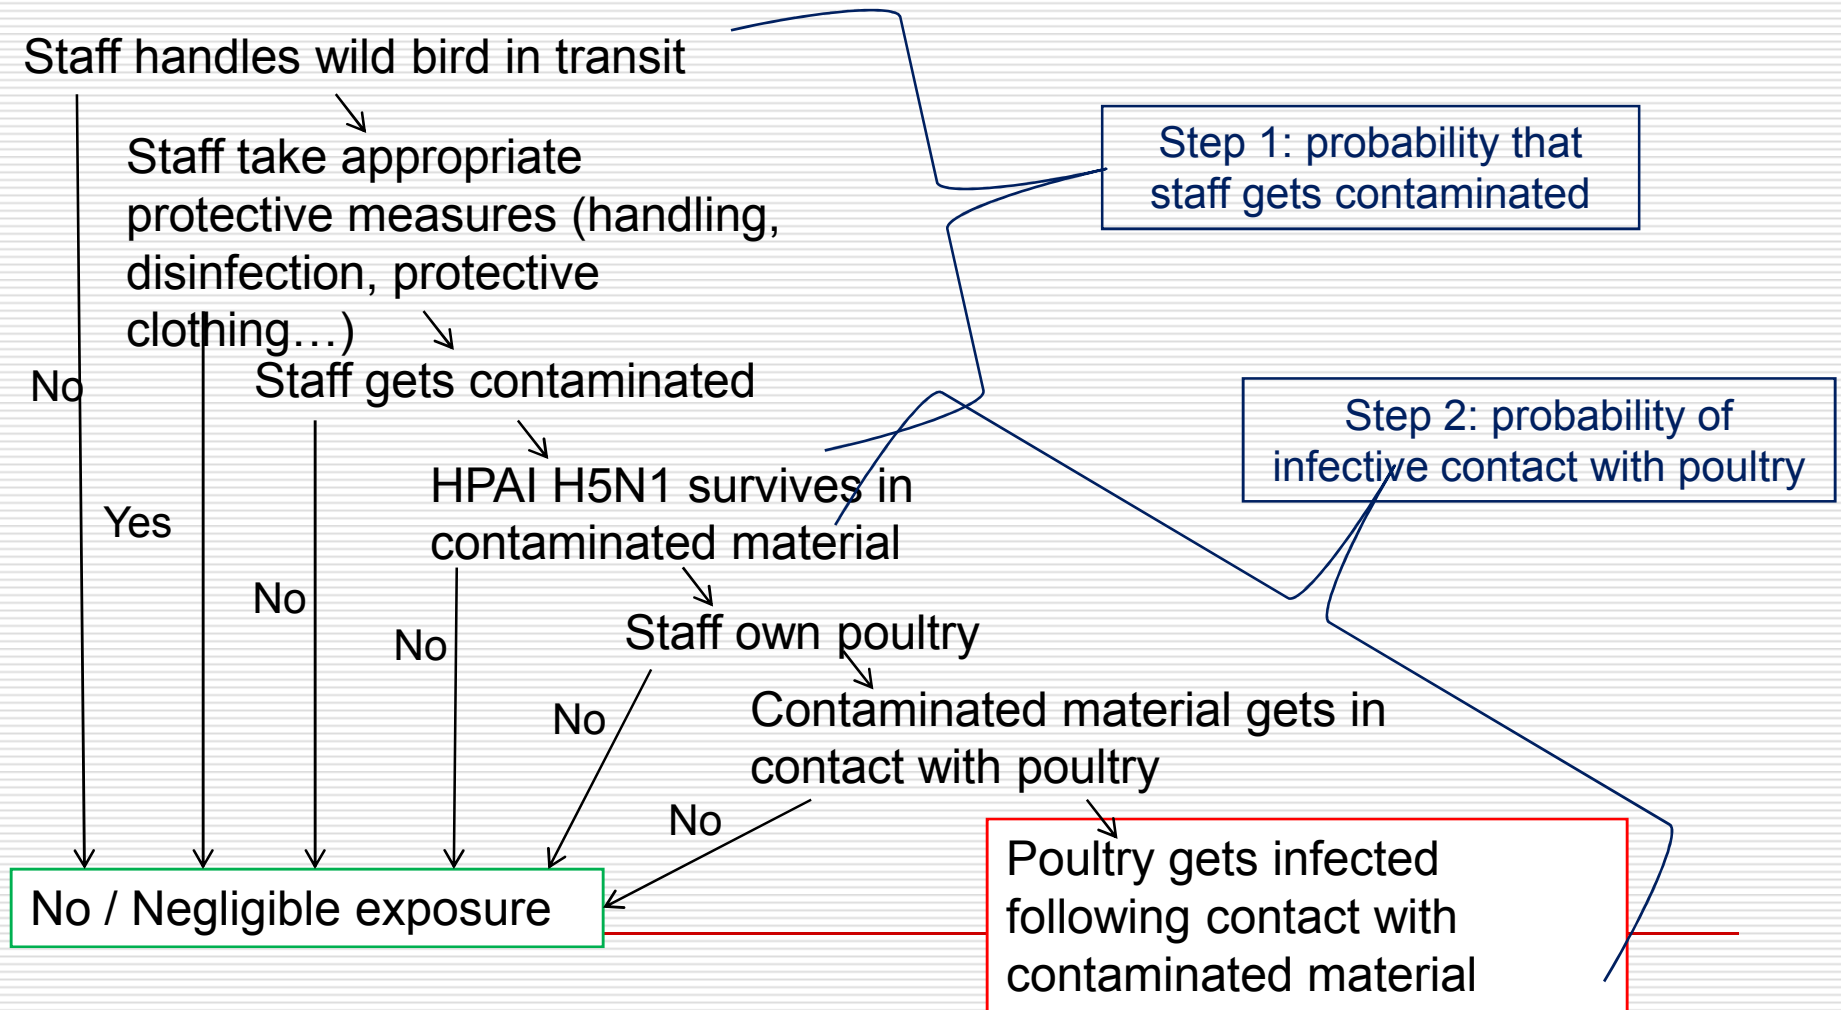 Staff handles wild bird in transit
Step 1: probability that
staff gets contaminated
Staff take appropriate
protective measures (handling,
disinfection, protective
clothing…)
No
Staff gets contaminated
Step 2: probability of
infective contact with poultry
HPAI H5N1 survives in
contaminated material
Yes
No
No
Staff own poultry
No
Contaminated material gets in
contact with poultry
No
Poultry gets infected
following contact with
contaminated material
No / Negligible exposure